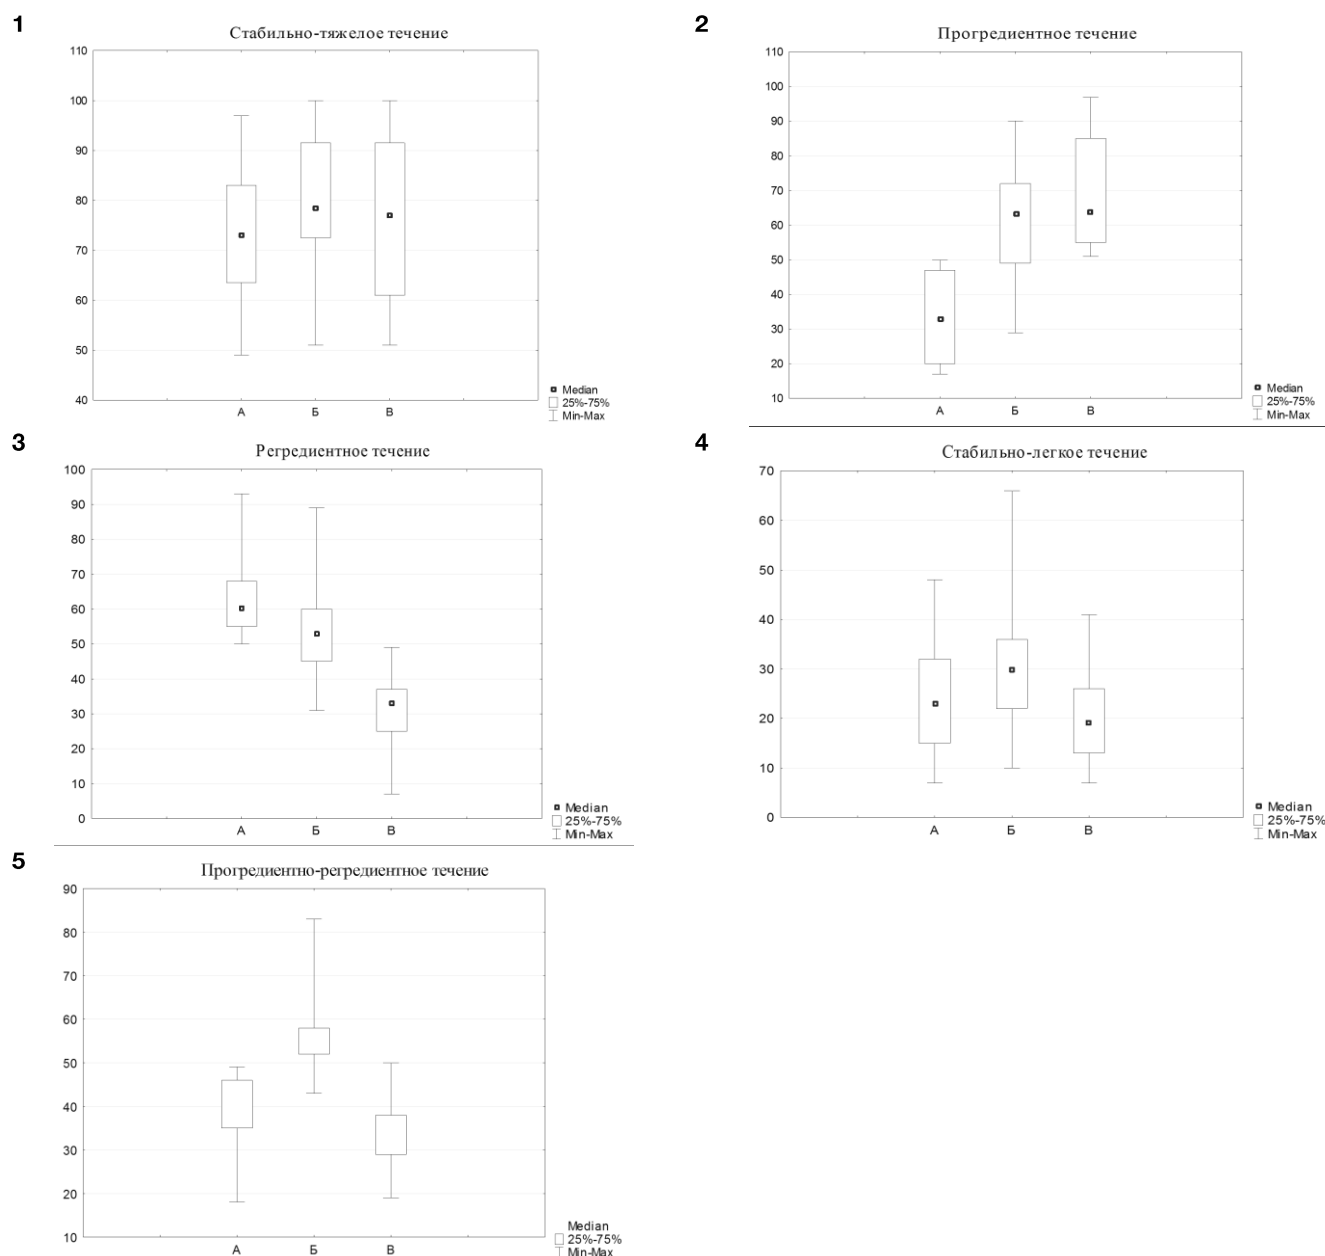 1
Стабильно-тяжелое течение
110
100
90
80
70
60
50
40
А
Б
В
Median
25%-75%
Min-Max
2
Прогредиентное течение
110
100
90
80
70
60
50
40
30
20
10
А
Б
В
Median
25%-75%
Min-Max
3
Регредиентное течение
100
90
80
70
60
50
40
30
20
10
0
А
Б
В
Median
25%-75%
Min-Max
4
Стабильно-легкое течение
70
60
50
40
30
20
10
0
А
Б
В
Median
25%-75%
Min-Max
5
Прогредиентно-регредиентное течение
90
80
70
60
50
40
30
20
10
А
Б
В
Median
25%-75%
Min-Max